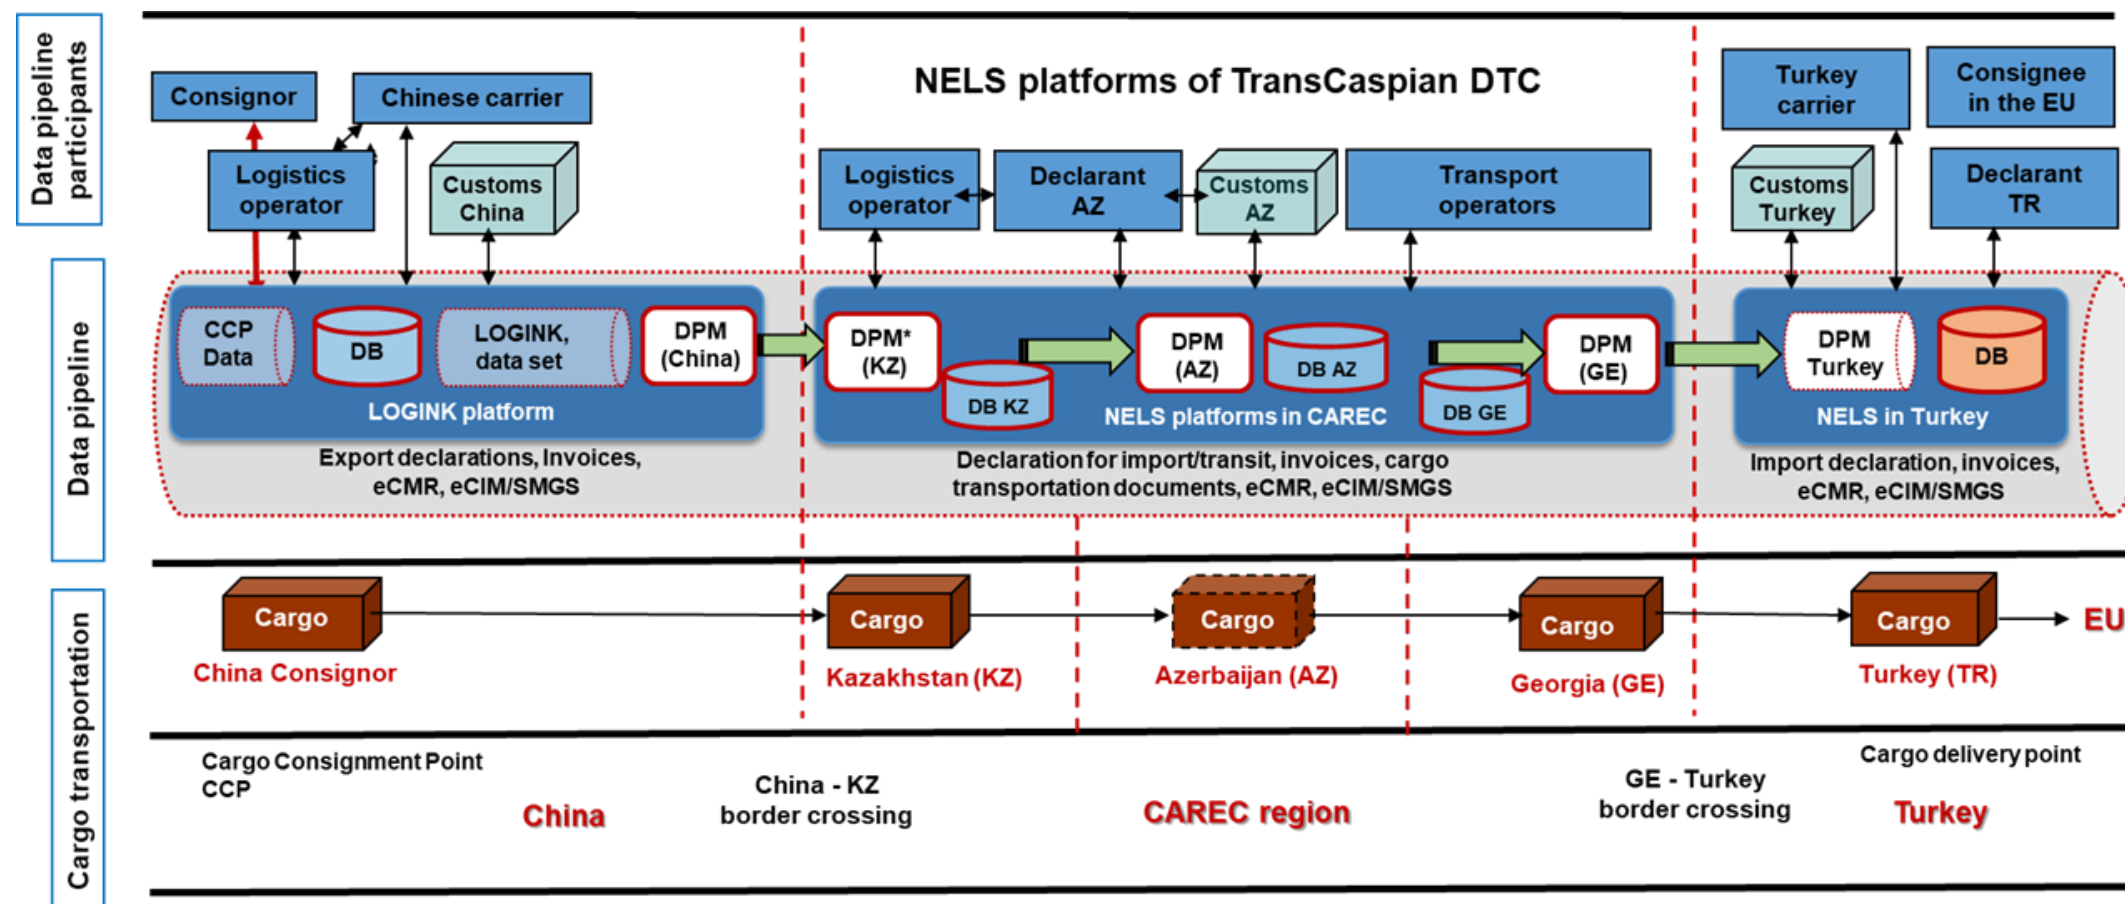 Data pipeline
participants
NELS platforms of TransCaspian DTC
Consignor
Chinese carrier
Logistics
operator
Customs
China
Logistics
operator
Declarant
AZ
Customs
AZ
Transport
operators
Turkey
carrier
Consignee
in the EU
Customs
Turkey
Declarant
TR
Data pipeline
CCP
Data
DB
LOGINK,
data set
DPM
(China)
LOGINK platform
Export declarations, Invoices,
eCMR, eCIM/SMGS
DPM*
(KZ)
DB KZ
DPM
(AZ)
DB AZ
DB GE
DPM
(GE)
NELS platforms in CAREC
Declaration for import/transit, invoices, cargo
transportation documents, eCMR, eCIM/SMGS
DPM
Turkey
DB
NELS in Turkey
Import declaration, invoices,
eCMR, eCIM/SMGS
Cargo transportation
Cargo
China Consignor
Cargo
Kazakhstan (KZ)
Cargo
Azerbaijan (AZ)
Cargo
Georgia (GE)
Cargo
Turkey (TR)
EU
Cargo Consignment Point
CCP
China
China - KZ
border crossing
CAREC region
GE - Turkey
border crossing
Cargo delivery point
Turkey